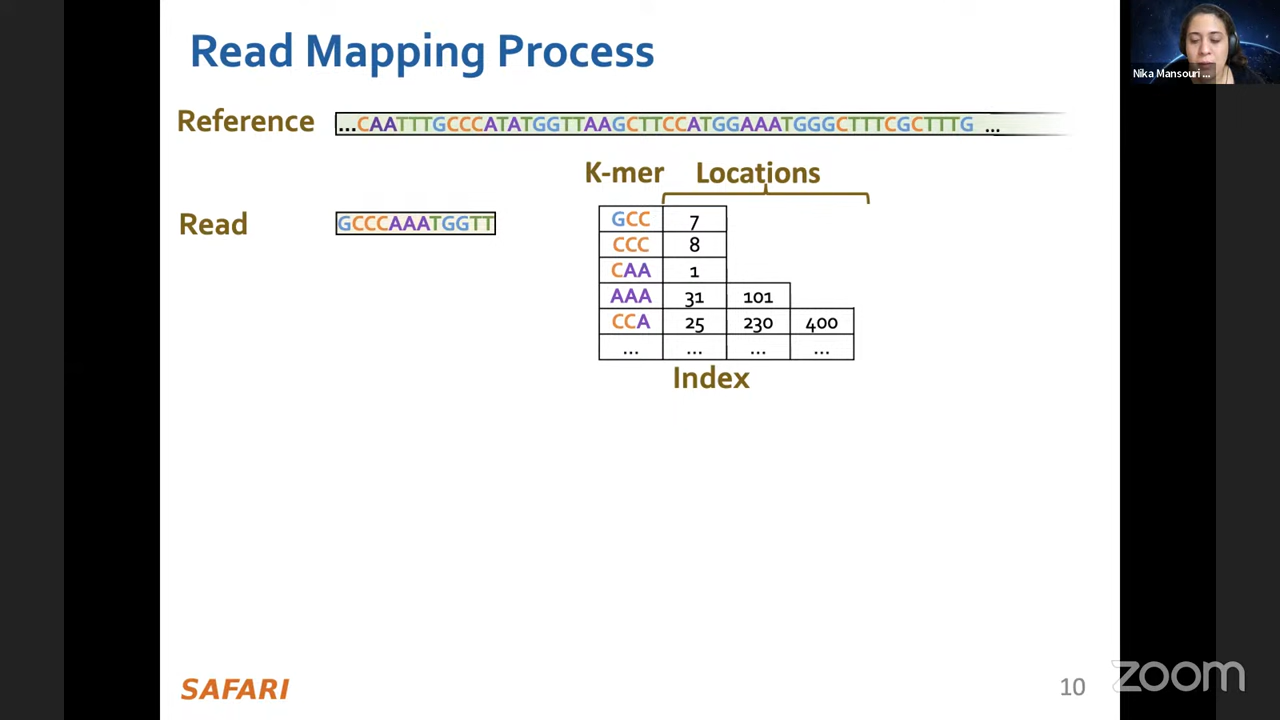 Read Mapping Process
Nika Mansouri ...
Reference
...CAATTTGCCCATATGGTTAAGCTTCCATGGAAATGGGCTTTCGCTTTG ...
K-mer Locations
Read
GCCCAAATGGTT
GCC 7
CCC 8
CAA 1
AAA 31 101
CCA 25 230 400
... ... ... ...
Index
SAFARI
10
zoom